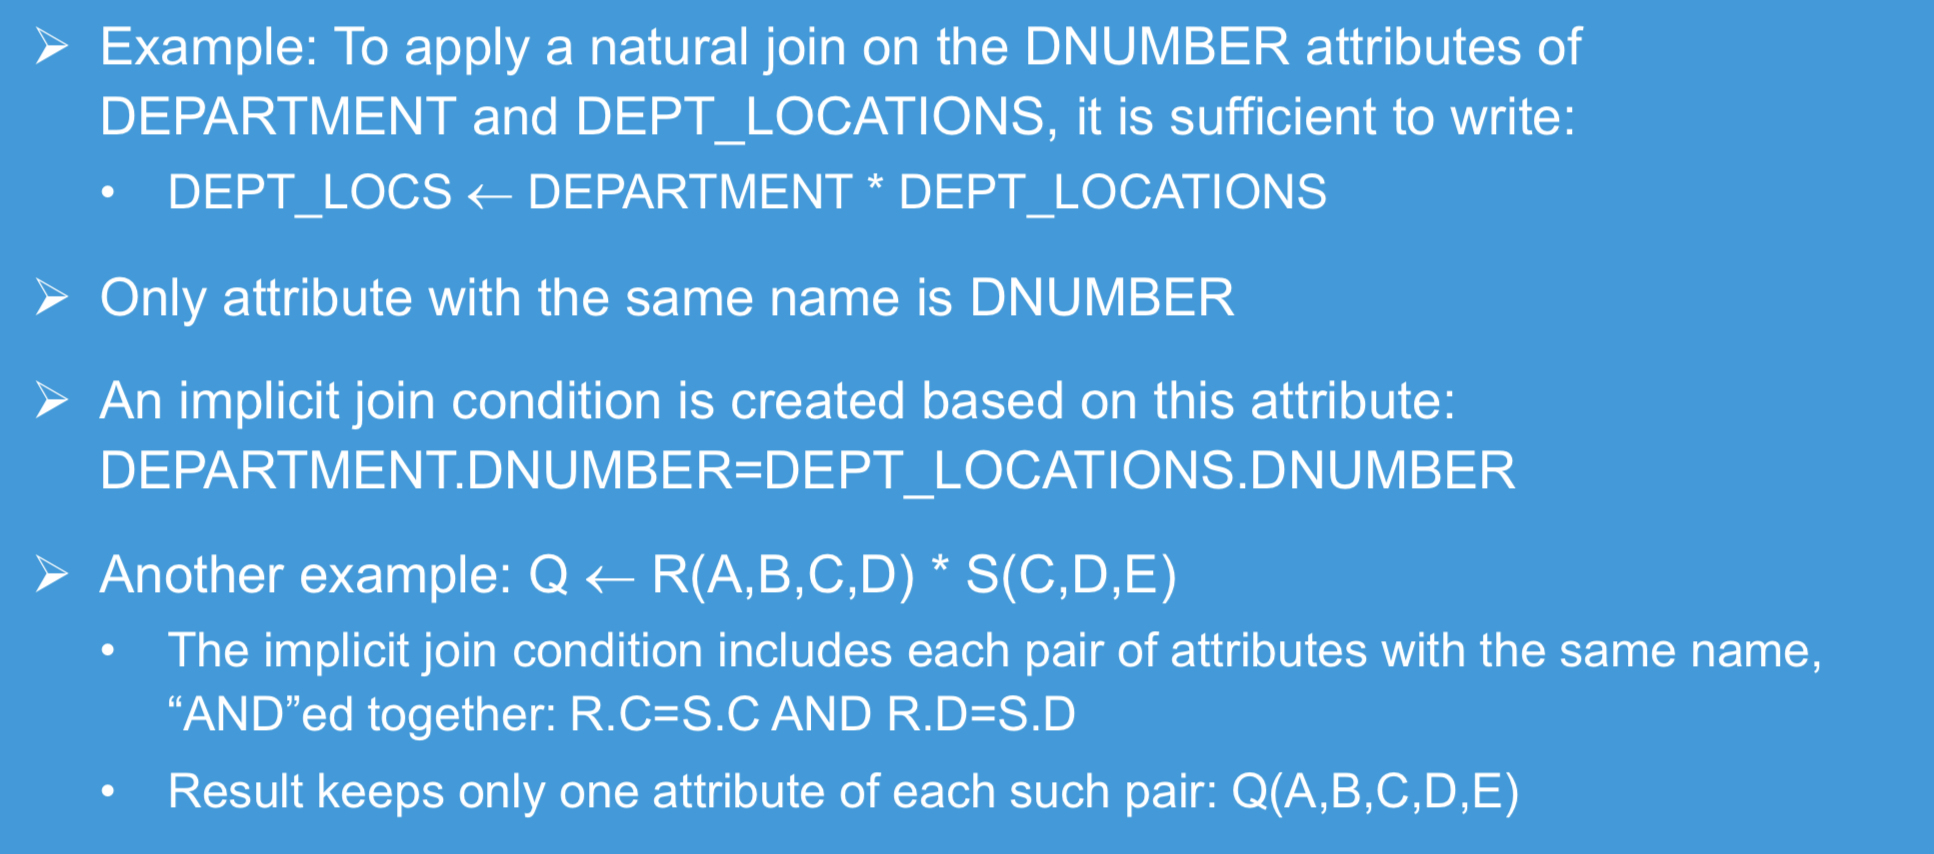 ➢ Example: To apply a natural join on the DNUMBER attributes of
DEPARTMENT and DEPT_LOCATIONS, it is sufficient to write:
• DEPT_LOCS ← DEPARTMENT * DEPT_LOCATIONS
➢ Only attribute with the same name is DNUMBER
➢ An implicit join condition is created based on this attribute:
DEPARTMENT.DNUMBER=DEPT_LOCATIONS.DNUMBER
➢ Another example: Q ← R(A,B,C,D) * S(C,D,E)
• The implicit join condition includes each pair of attributes with the same name,
“AND”ed together: R.C=S.C AND R.D=S.D
• Result keeps only one attribute of each such pair: Q(A,B,C,D,E)